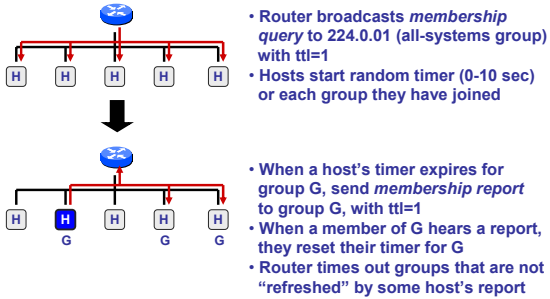 • Router broadcasts membership
query to 224.0.01 (all-systems group)
with ttl=1
• Hosts start random timer (0-10 sec)
or each group they have joined
H H H H H
• When a host's timer expires for
group G, send membership report
to group G, with ttl=1
• When a member of G hears a report,
they reset their timer for G
• Router times out groups that are not
“refreshed” by some host's report
H H H H H
G G G